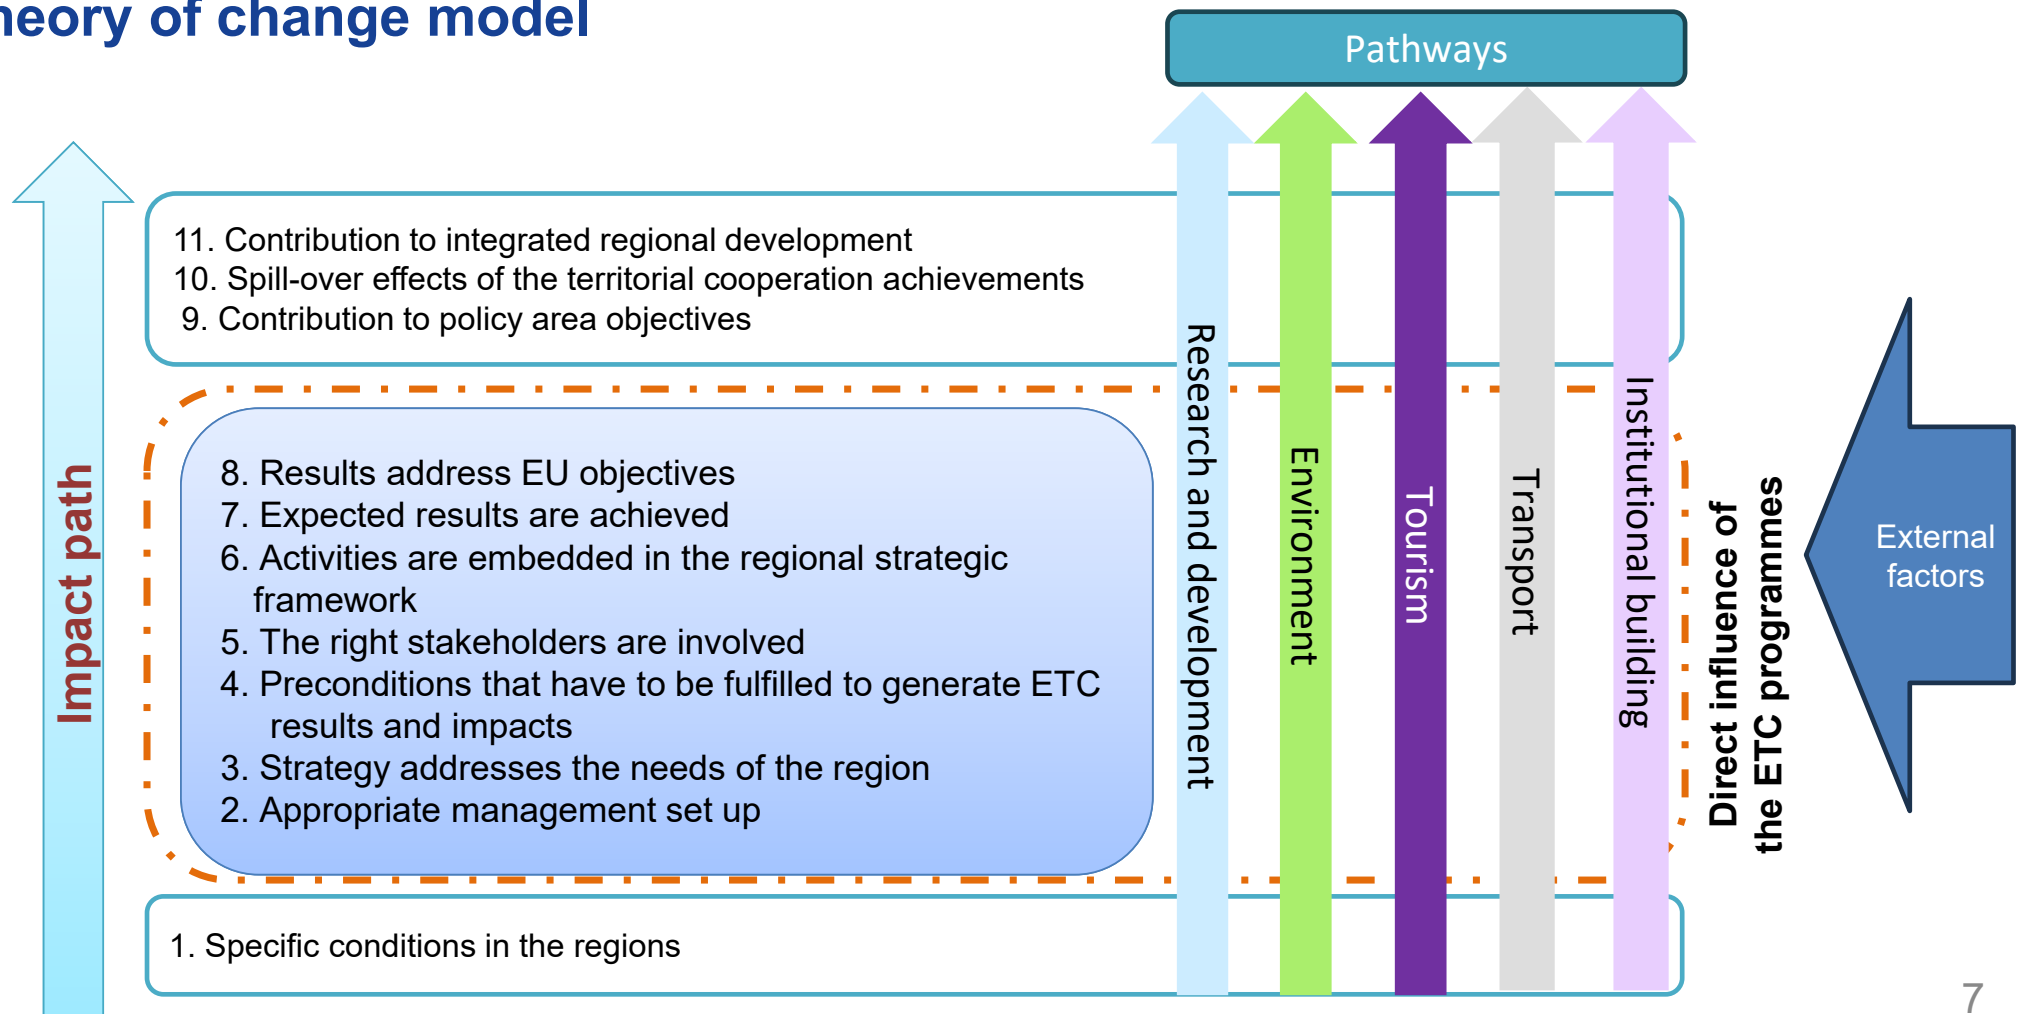 heory of change model
Pathways
11. Contribution to integrated regional development
10. Spill-over effects of the territorial cooperation achievements
9. Contribution to policy area objectives
8. Results address EU objectives
7. Expected results are achieved
6. Activities are embedded in the regional strategic
framework
5. The right stakeholders are involved
4. Preconditions that have to be fulfilled to generate ETC
results and impacts
3. Strategy addresses the needs of the region
2. Appropriate management set up
1. Specific conditions in the regions
Impact path
Research and development
Environment
Tourism
Transport
Institutional building
Direct influence of
the ETC programmes
External
factors
7